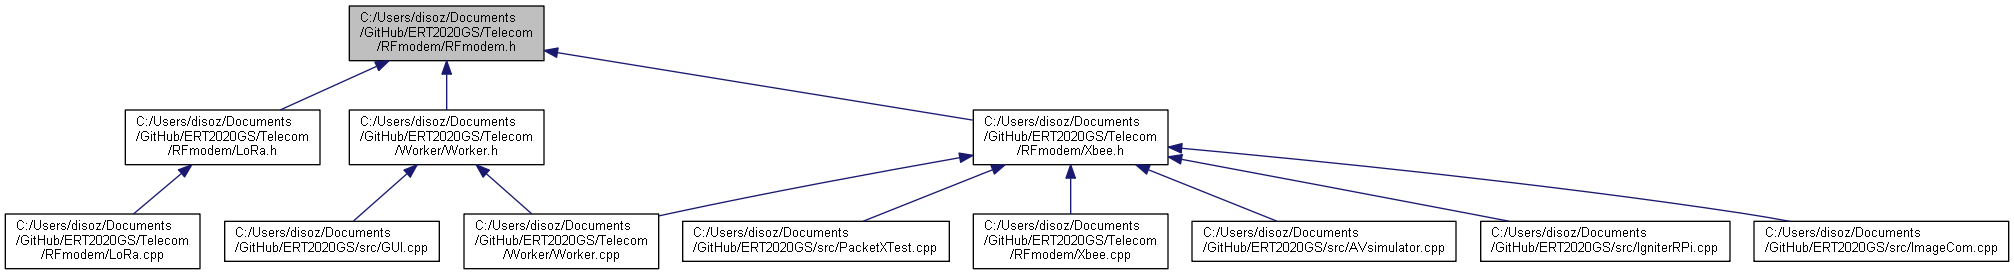 C:/Users/disoz/Documents
/GitHub/ERT2020GS/Telecom
/RFmodem/RFmodem.h
C:/Users/disoz/Documents
/GitHub/ERT2020GS/Telecom
/RFmodem/LoRa.h
C:/Users/disoz/Documents
/GitHub/ERT2020GS/Telecom
/Worker/Worker.h
C:/Users/disoz/Documents
/GitHub/ERT2020GS/Telecom
/RFmodem/Xbee.h
C:/Users/disoz/Documents
/GitHub/ERT2020GS/Telecom
/RFmodem/LoRa.cpp
C:/Users/disoz/Documents
/GitHub/ERT2020GS/src/GUI.cpp
C:/Users/disoz/Documents
/GitHub/ERT2020GS/Telecom
/Worker/Worker.cpp
C:/Users/disoz/Documents
/GitHub/ERT2020GS/src/PacketXTest.cpp
C:/Users/disoz/Documents
/GitHub/ERT2020GS/Telecom
/RFmodem/Xbee.cpp
C:/Users/disoz/Documents
/GitHub/ERT2020GS/src/AVsimulator.cpp
C:/Users/disoz/Documents
/GitHub/ERT2020GS/src/IgniterRPi.cpp
C:/Users/disoz/Documents
/GitHub/ERT2020GS/src/ImageCom.cpp